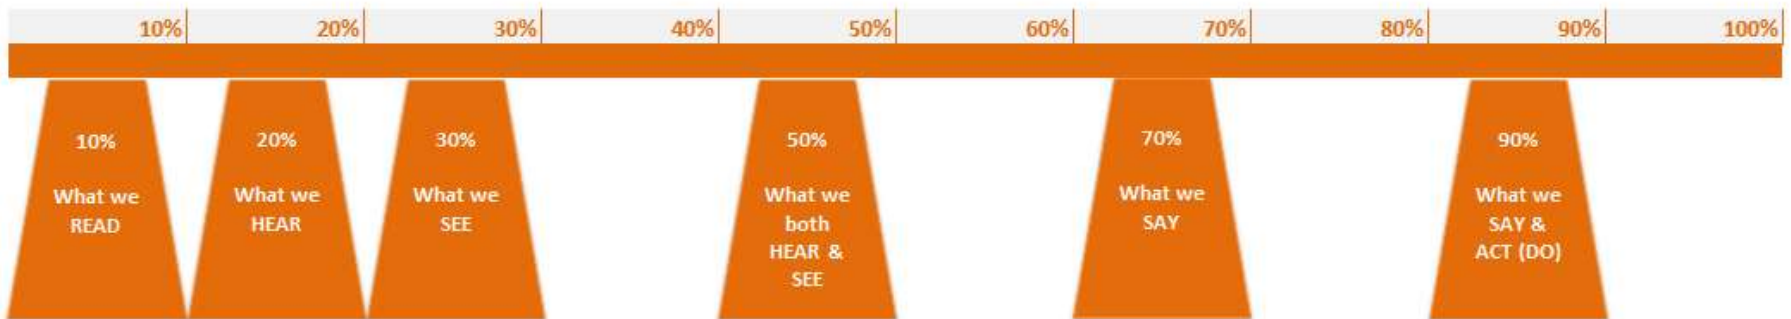 10% 20% 30% 40% 50% 60% 70% 80% 90% 100%
10%
What we
READ
20%
What we
HEAR
30%
What we
SEE
50%
What we
both
HEAR &
SEE
70%
What we
SAY
90%
What we
SAY &
ACT (DO)